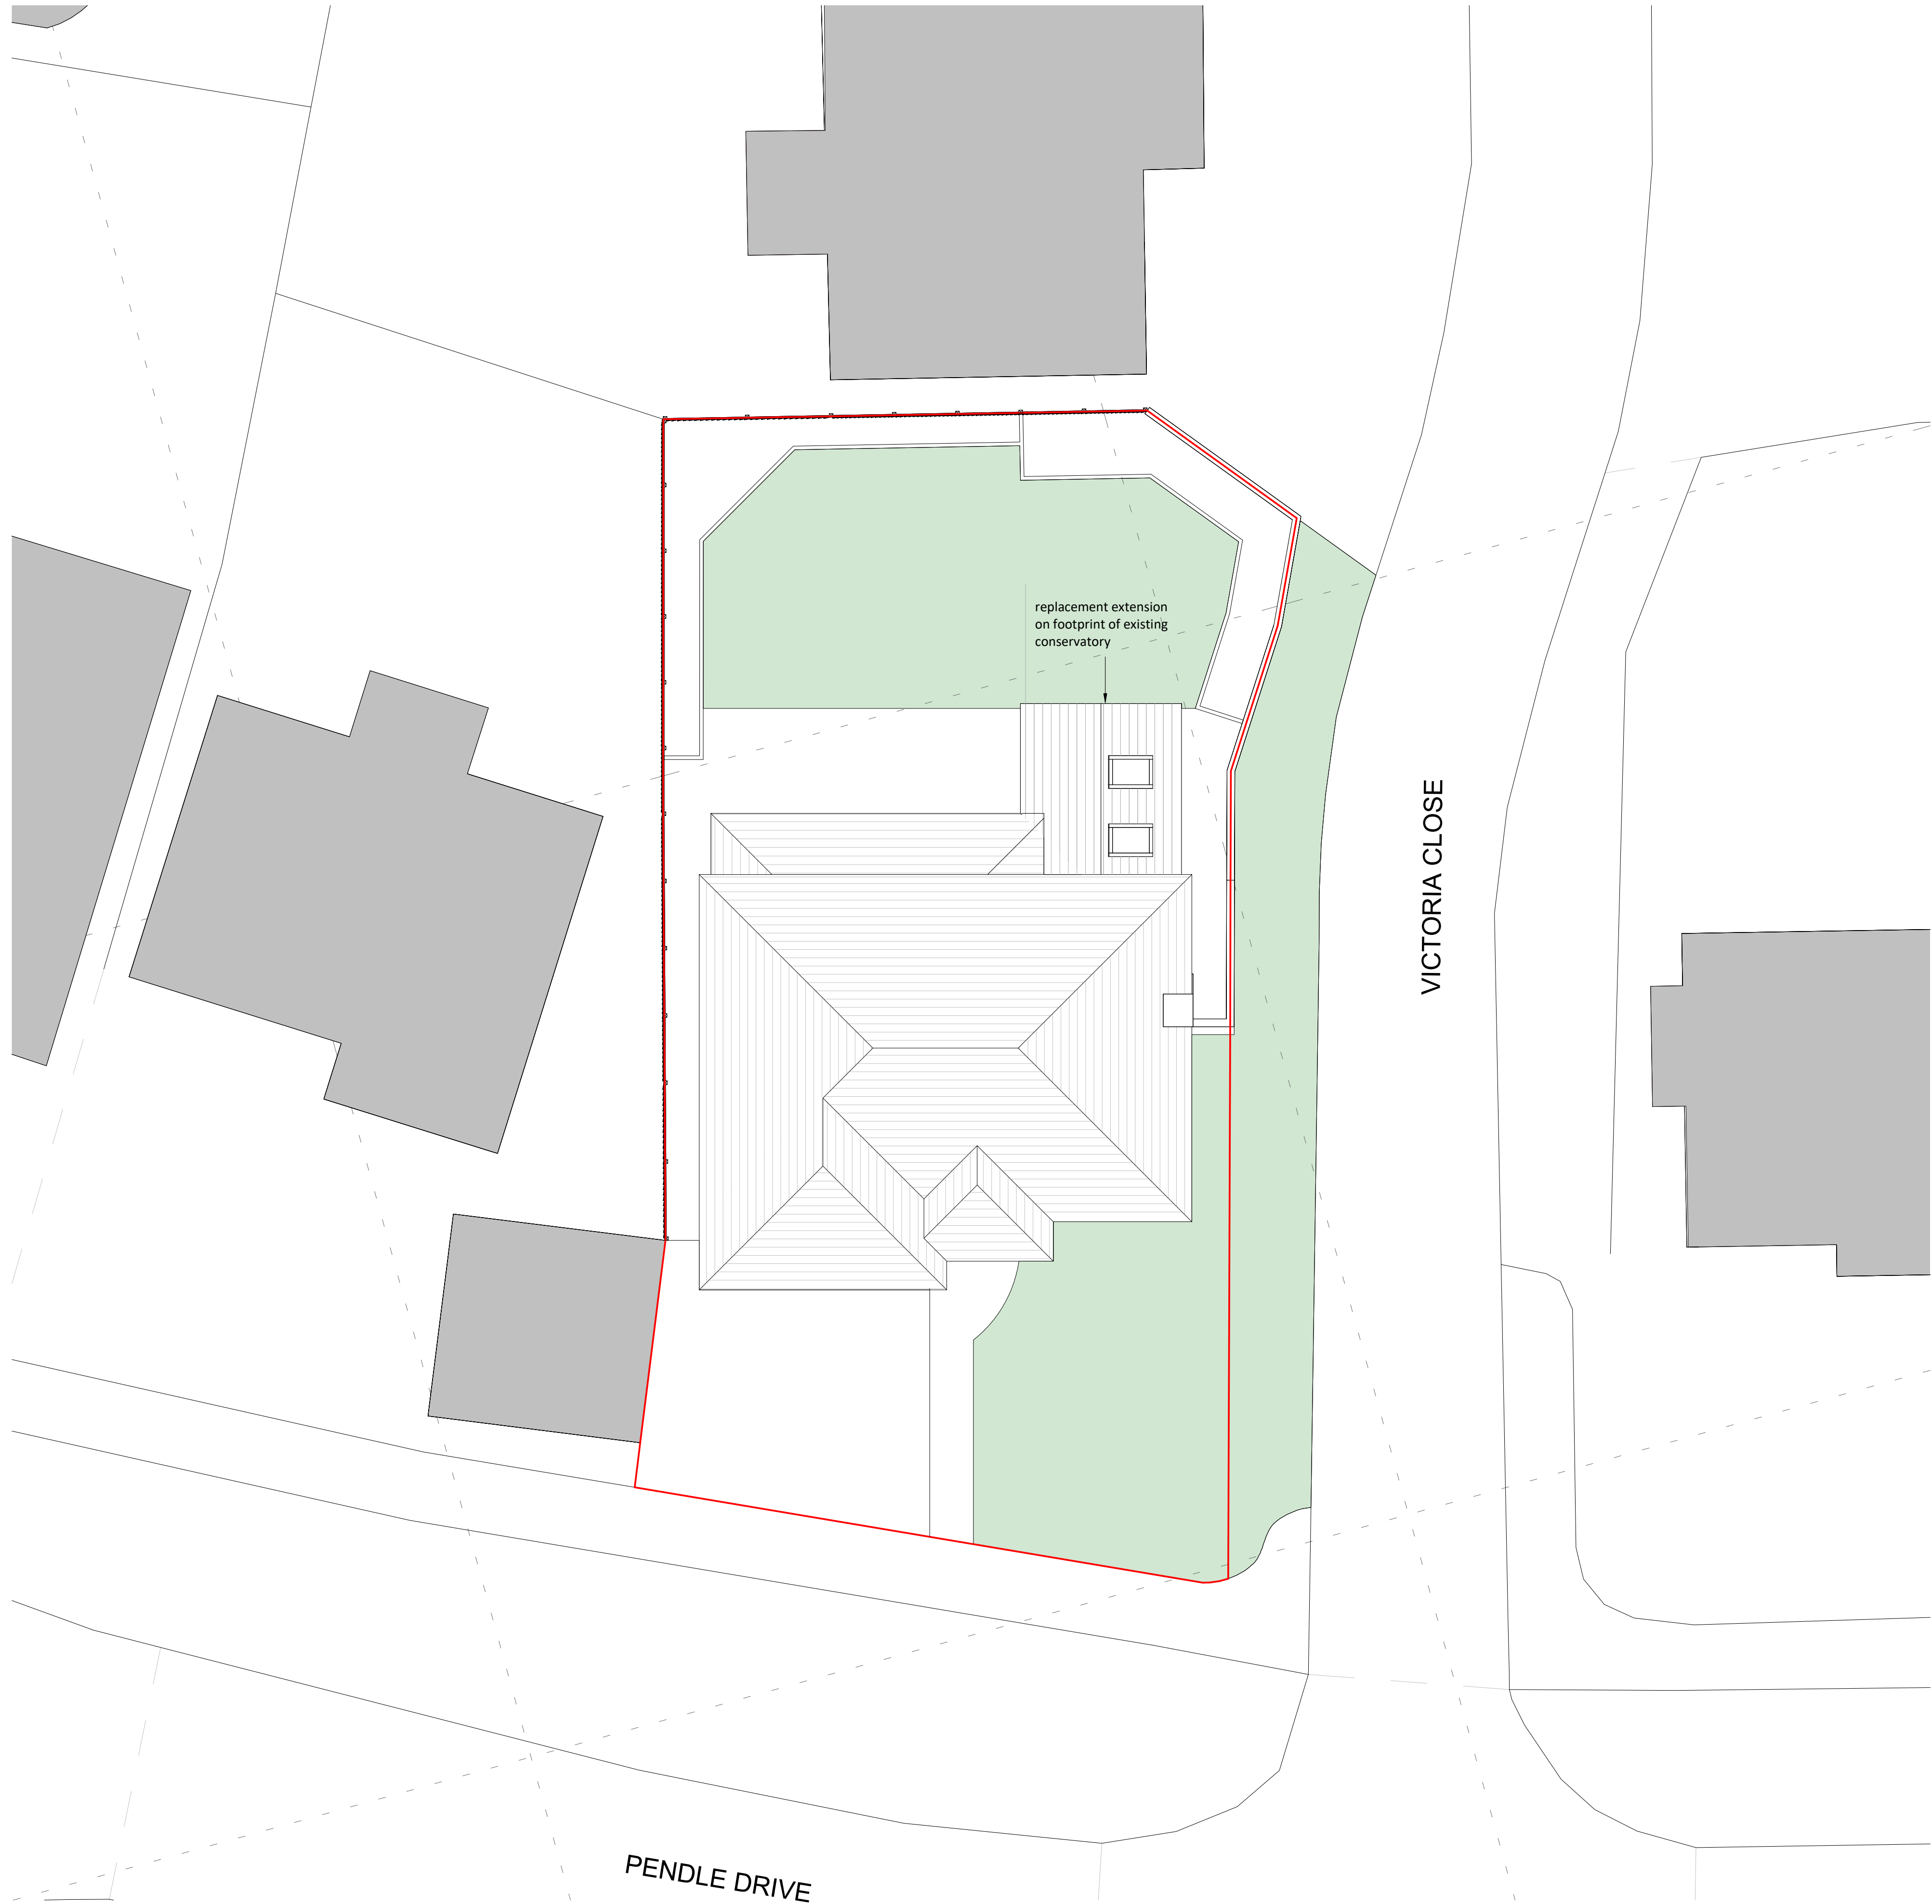 replacement extension
on footprint of existing
conservatory
VICTORIA CLOSE
PENDLE DRIVE